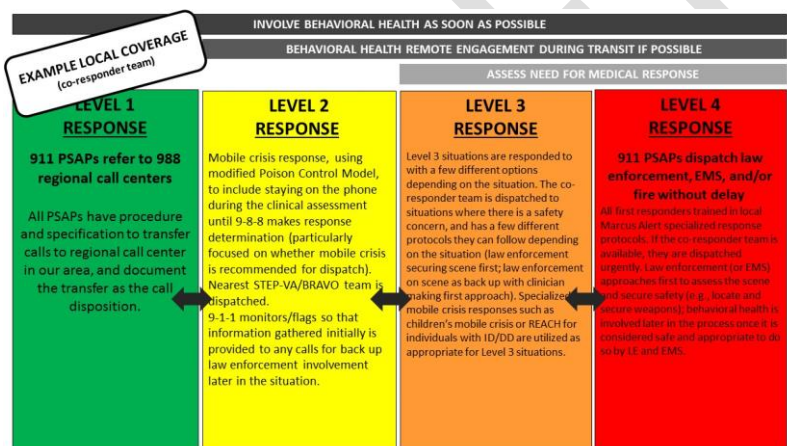 INVOLVE BEHAVIORAL HEALTH AS SOON AS POSSIBLE
BEHAVIORAL HEALTH REMOTE ENGAGEMENT DURING TRANSIT IF POSSIBLE
ASSESS NEED FOR MEDICAL RESPONSE
EXAMPLE LOCAL COVERAGE
(co-responder team)
LEVEL 1
RESPONSE
911 PSAPs refer to 988
regional call centers
All PSAPs have procedure
and specification to transfer
calls to regional call center
in our area, and document
the transfer as the call
disposition.
LEVEL 2
RESPONSE
Mobile crisis response, using
modified Poison Control Model,
to include staying on the phone
during the clinical assessment
until 9-8-8 makes response
determination (particularly
focused on whether mobile crisis
is recommended for dispatch).
Nearest STEP-VA/BRAVO team is
dispatched.
9-1-1 monitors/flags so that
information gathered initially is
provided to any calls for back up
law enforcement involvement
later in the situation.
LEVEL 3
RESPONSE
Level 3 situations are responded to
with a few different options
depending on the situation. The co-
responder team is dispatched to
situations where there is a safety
concern, and has a few different
protocols they can follow depending
on the situation (law enforcement
securing scene first; law enforcement
on scene as back up with clinician
making first approach). Specialized
mobile crisis responses such as
children's mobile crisis or REACH for
individuals with ID/DD are utilized as
appropriate for Level 3 situations.
LEVEL 4
RESPONSE
911 PSAPs dispatch law
enforcement, EMS, and/or
fire without delay
All first responders trained in local
Marcus Alert specialized response
protocols. If the co-responder team is
available, they are dispatched
urgently. Law enforcement (or EMS)
approaches first to assess the scene
and secure safety (e.g., locate and
secure weapons); behavioral health is
involved later in the process once it is
considered safe and appropriate to do
so by LE and EMS.